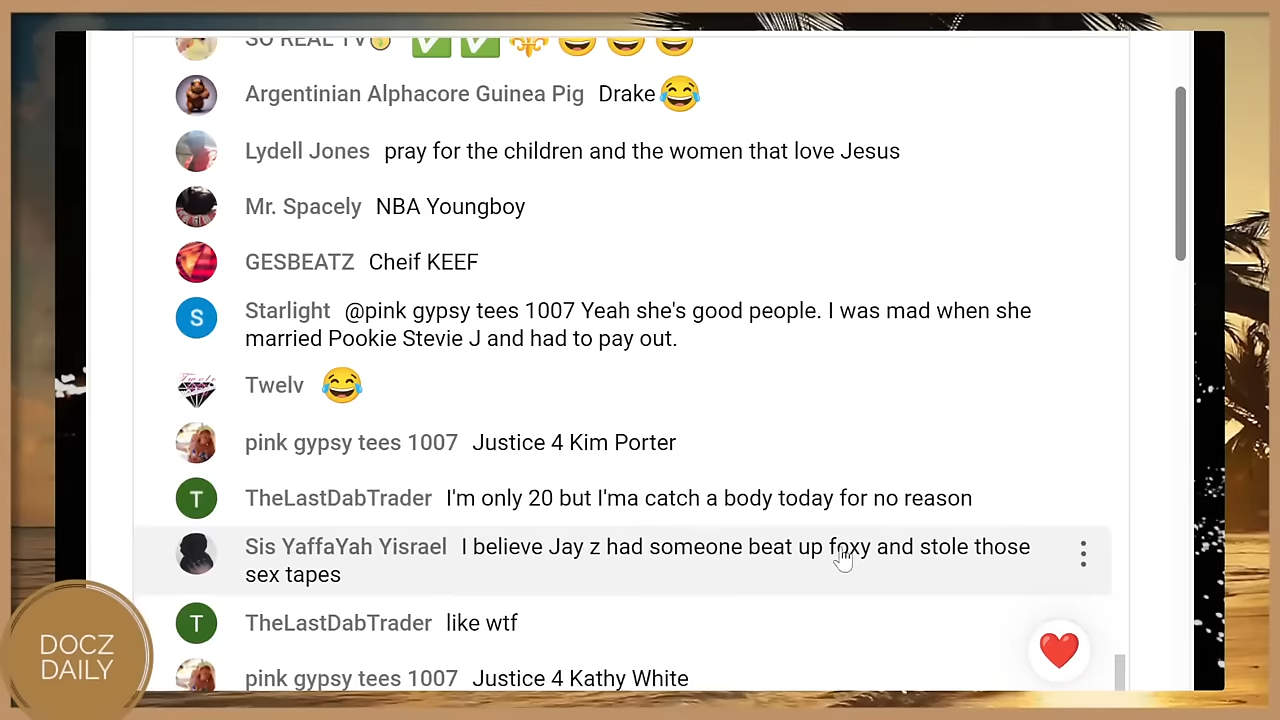 SO REAL TV
Argentinian Alphacore Guinea Pig Drake
Lydell Jones pray for the children and the women that love Jesus
Mr. Spacely NBA Youngboy
GESBEATZ Cheif KEEF
S
Starlight @pink gypsy tees 1007 Yeah she's good people. I was mad when she
married Pookie Stevie J and had to pay out.
Twelv
pink gypsy tees 1007 Justice 4 Kim Porter
T
TheLastDabTrader I'm only 20 but I'ma catch a body today for no reason
Sis YaffaYah Yisrael I believe Jay z had someone beat up foxy and stole those
sex tapes
T
TheLastDabTrader like wtf
pink gypsy tees 1007 Justice 4 Kathy White
DOCZ
DAILY